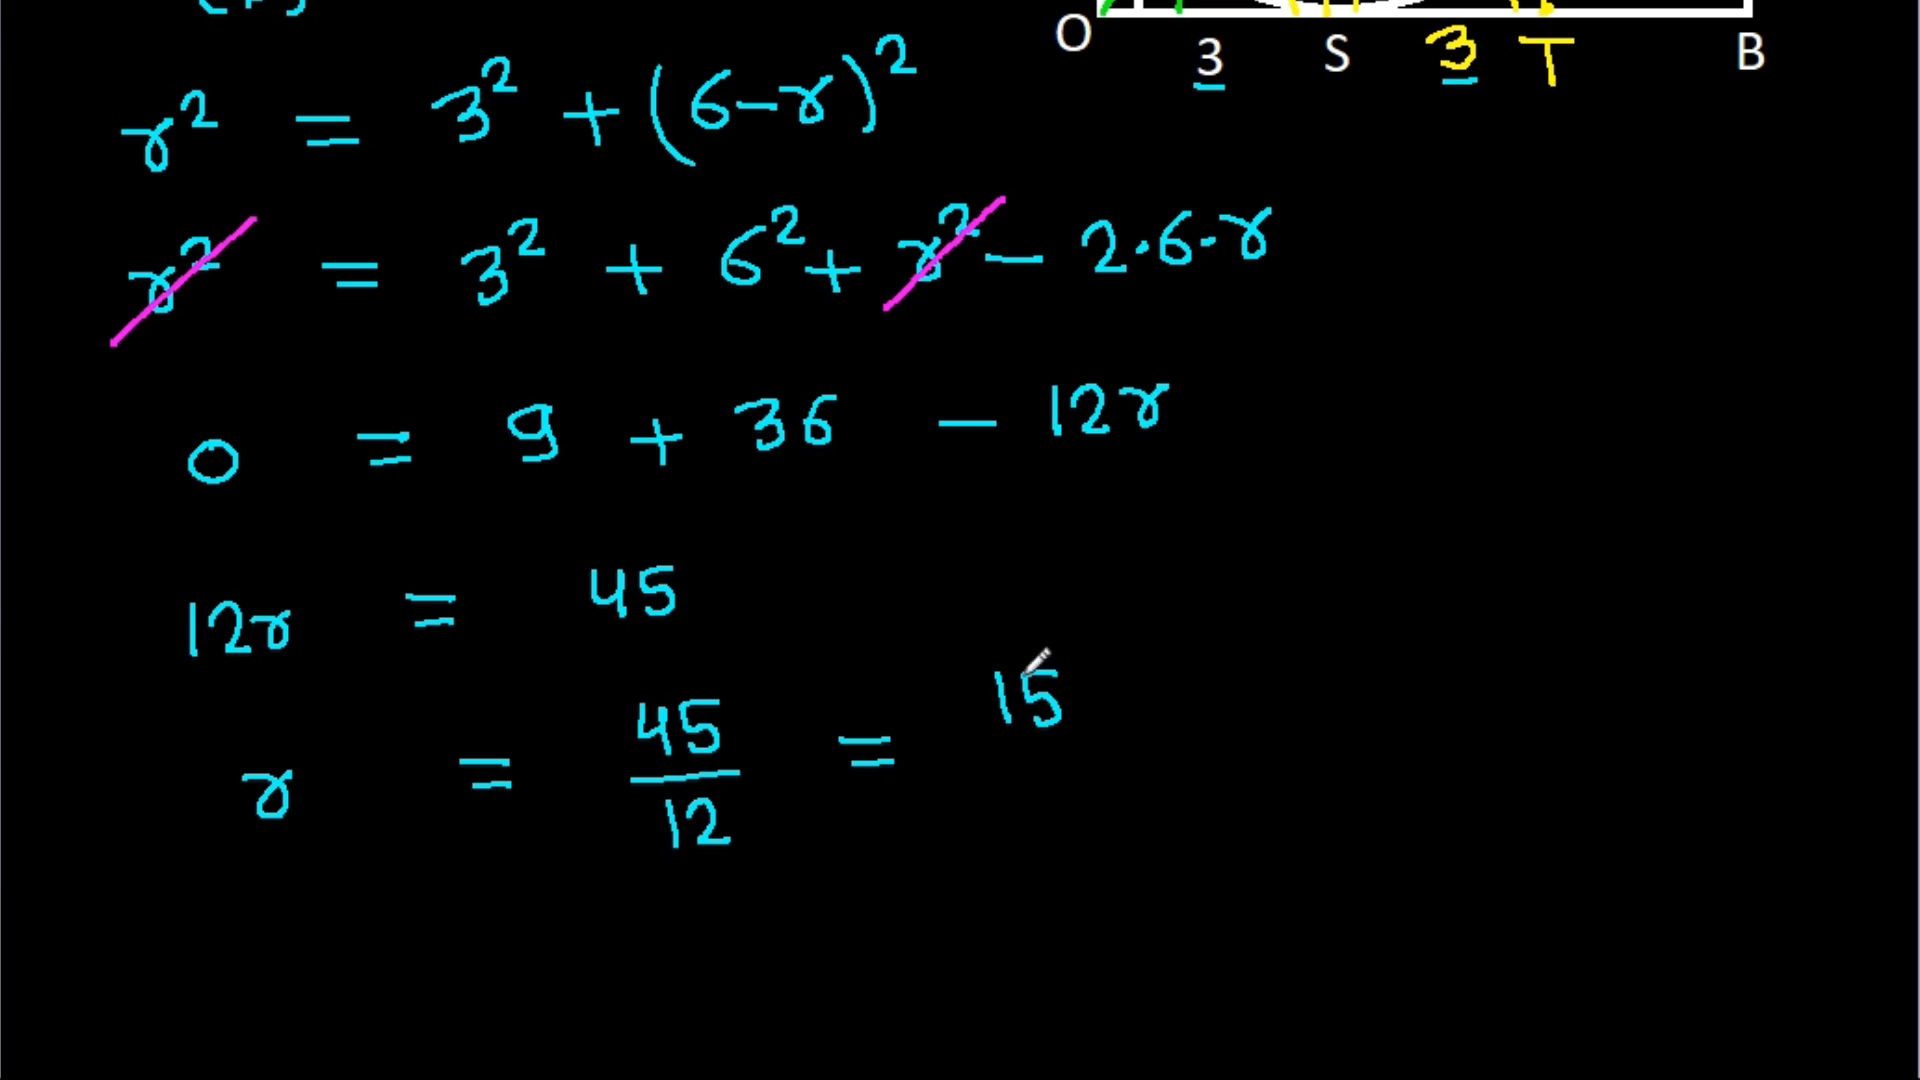 O 3 S 3 T B
r² = 3² + (6-r)²
r² = 3² + 6² + r² - 2·6·r
0 = 9 + 36 - 12r
12r = 45
r = 45/12 = 15